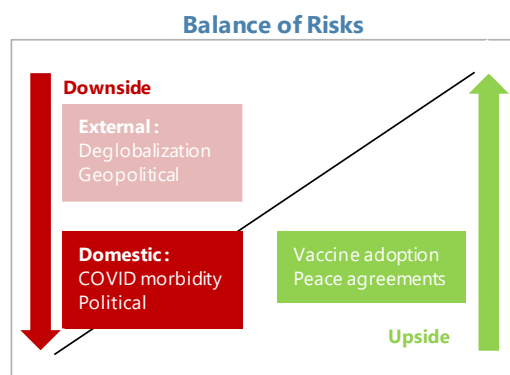 Balance of Risks
Downside
External :
Deglobalization
Geopolitical
Domestic :
COVID morbidity
Political
Vaccine adoption
Peace agreements
Upside